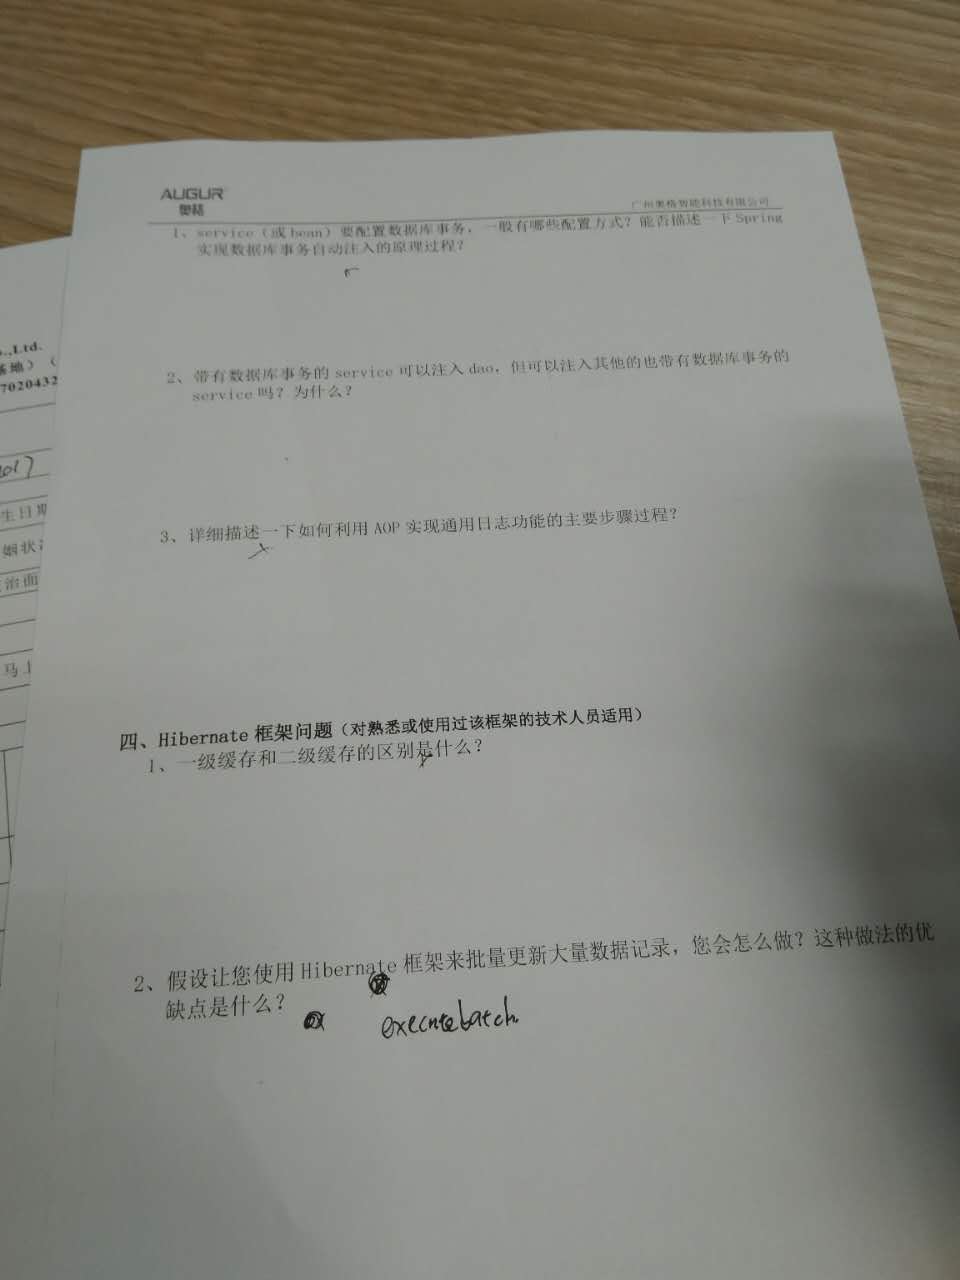 AUGUR
奥格
广州奥格智能科技有限公司
1、service（或 bean）要配置数据库事务，一般有哪些配置方式？能否描述一下 Spring
实现数据库事务自动注入的原理过程？
2、带有数据库事务的 service 可以注入 dao，但可以注入其他的也带有数据库事务的
service 吗？为什么？
3、详细描述一下如何利用 AOP 实现通用日志功能的主要步骤过程？
四、Hibernate 框架问题（对熟悉或使用过该框架的技术人员适用）
1、一级缓存和二级缓存的区别是什么？
2、假设让您使用 Hibernate 框架来批量更新大量数据记录，您会怎么做？这种做法的优
缺点是什么？
executebatch
.,Ltd.
基地）（
7020432
2017
生日期
姻状
治面
马上